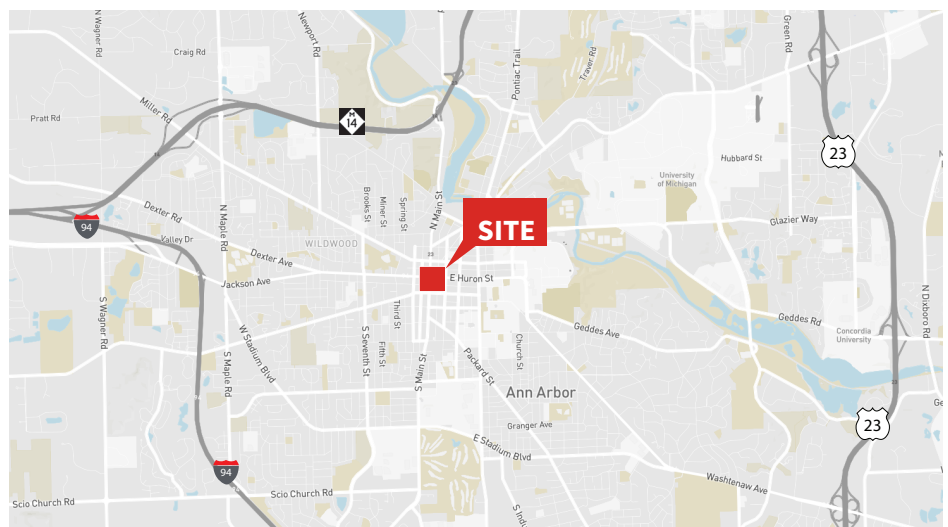 N Wagner Rd
Craig Rd
Newport Rd
Pontiac Trail
Traver Rd
Green Rd
Miller Rd
Pratt Rd
M
14
23
Hubbard St
University
of Michigan
Dexter Rd
N Maple Rd
Brooks St
Miner St
Spring St
N Main St
SITE
Glazier Way
94
Valley Dr
WILDWOOD
23
Dexter Ave
Jackson Ave
E Huron St
S Wagner Rd
W Stadium Blvd
S Maple Rd
S Seventh St
Fifth St
Third St
S Main St
Packard St
Church St
Geddes Ave
Geddes Rd
Concordia
University
N Dixboro Rd
Ann Arbor
Granger Ave
23
E Stadium Blvd
94
Washtenaw Ave
Scio Church Rd
Scio Church Rd
S Indu
Ge